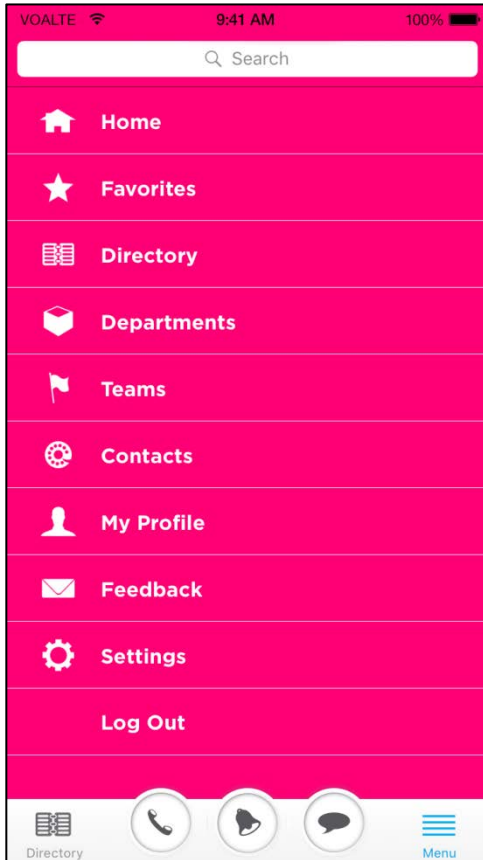 VOALTE 9:41 AM 100%
Search
Home
Favorites
Directory
Departments
Teams
Contacts
My Profile
Feedback
Settings
Log Out
Directory Menu